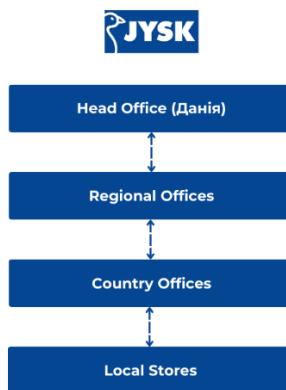 JYSK
Head Office (Данія)
Regional Offices
Country Offices
Local Stores